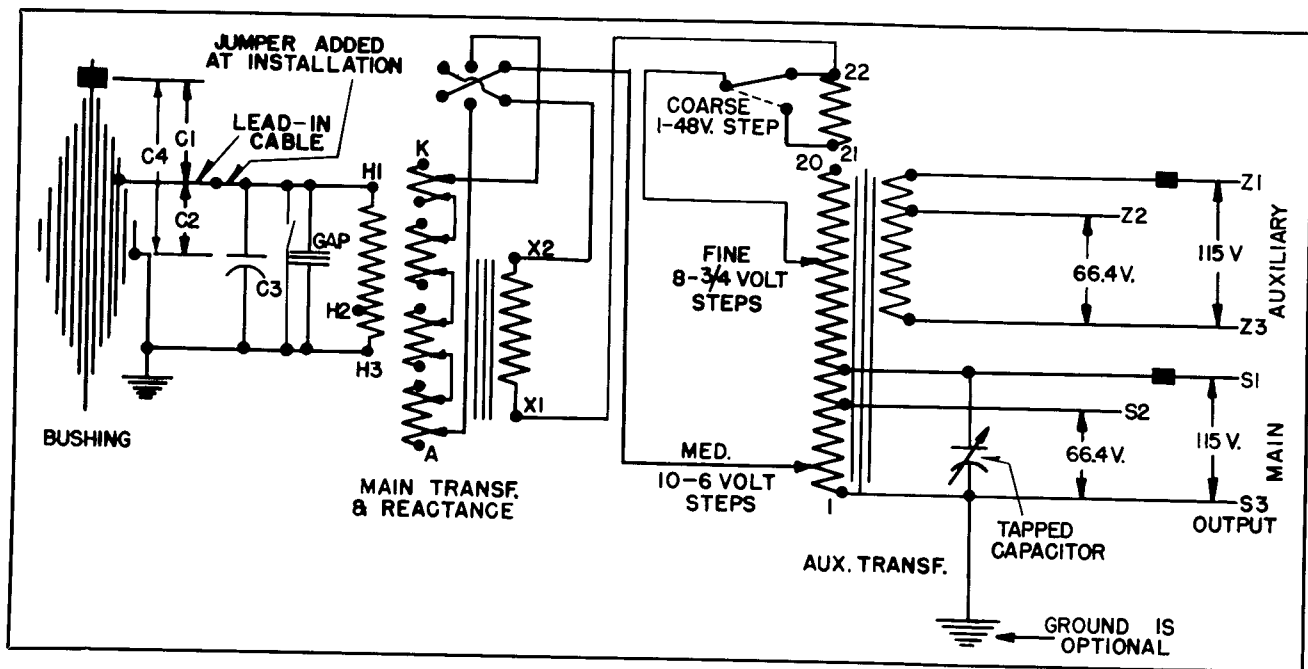 JUMPER ADDED
AT INSTALLATION
LEAD-IN
CABLE
C4
C1
C2
C3
GAP
H1
H2
H3
BUSHING
K
A
X2
X1
MAIN TRANSF.
& REACTANCE
COARSE
1-48V. STEP
22
21
20
FINE
8-3/4 VOLT
STEPS
MED.
10-6 VOLT
STEPS
1
AUX. TRANSF.
Z1
Z2
Z3
66.4V.
115 V
AUXILIARY
S1
S2
S3
66.4V.
115 V.
MAIN
OUTPUT
TAPPED
CAPACITOR
GROUND IS
OPTIONAL